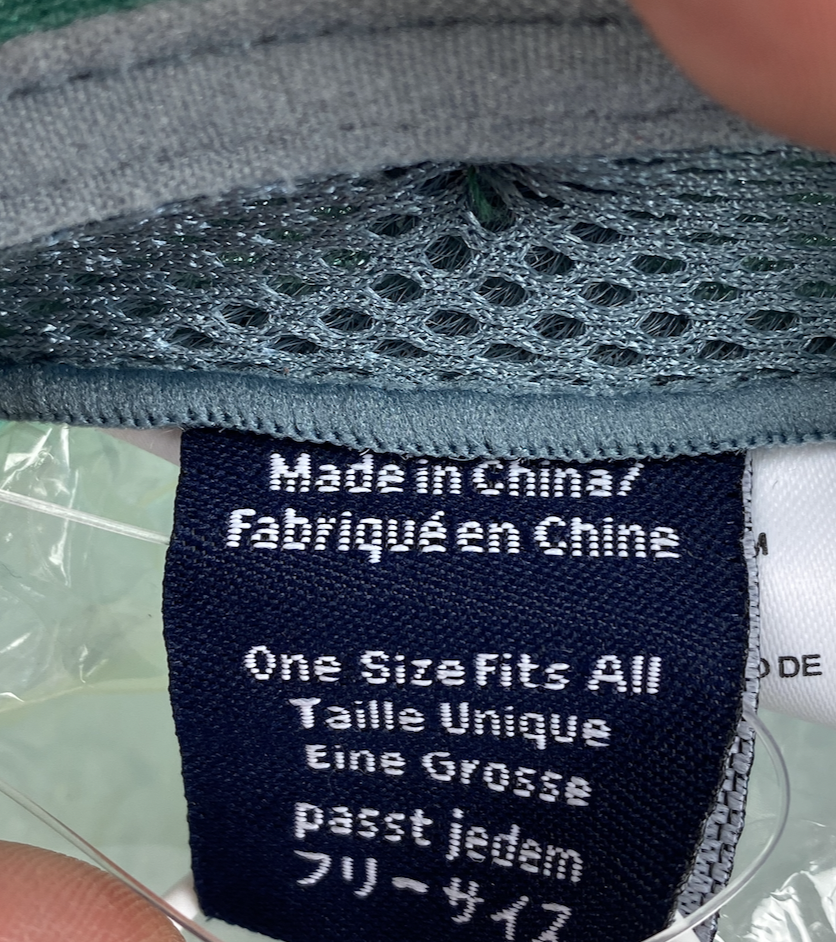 Made in China/
Fabriqué en Chine
One Size Fits All
Taille Unique
Eine Grosse
passt jedem
フリーサイズ
DE